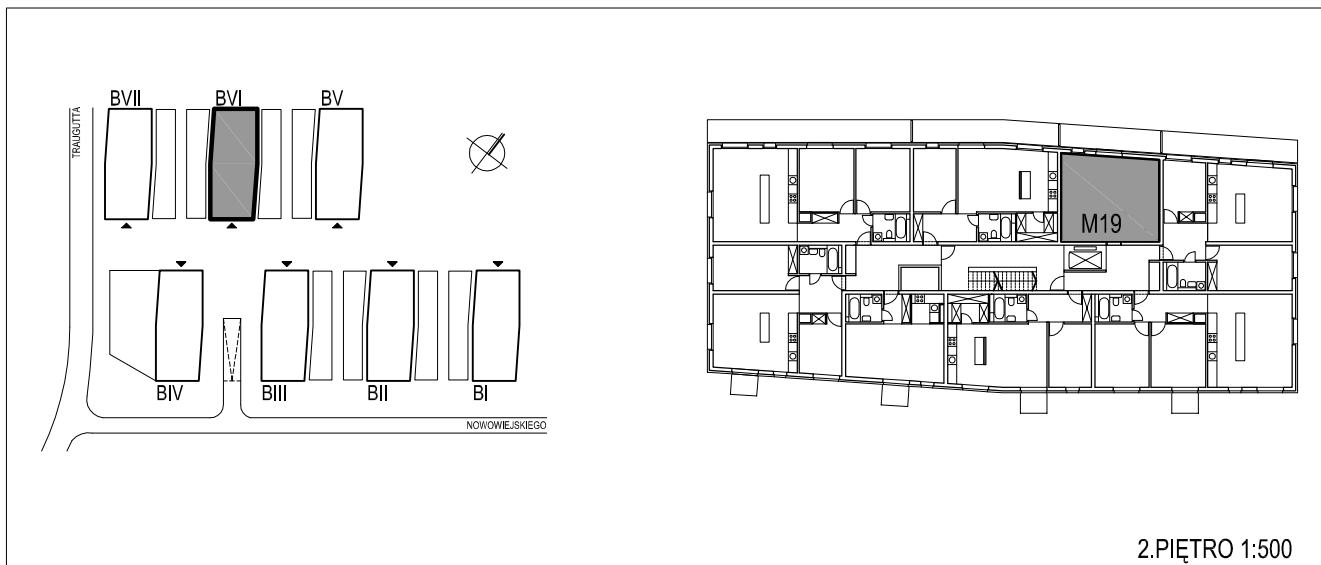 BVII
BVI
BV
TRAUGUTTA
M19
BIV
BIII
BII
BI
NOWOWIEJSKIEGO
2.PIĘTRO 1:500